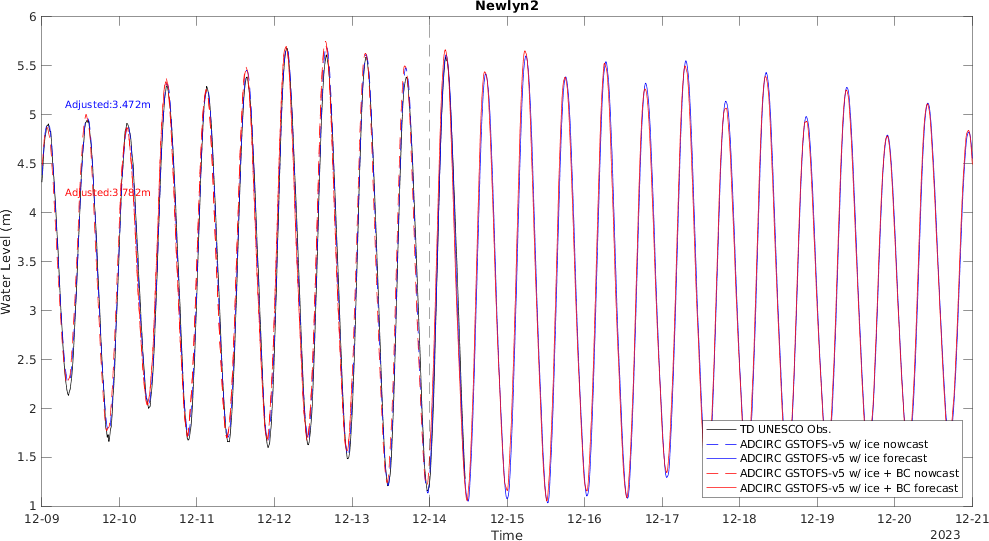 Newlyn2
6
5.5
5
4.5
4
3.5
3
2.5
2
1.5
1
Water Level (m)
Adjusted:3.472m
Adjusted:3.782m
TD UNESCO Obs.
ADCIRC GSTOFS-v5 w/ ice nowcast
ADCIRC GSTOFS-v5 w/ ice forecast
ADCIRC GSTOFS-v5 w/ ice + BC nowcast
ADCIRC GSTOFS-v5 w/ ice + BC forecast
12-09 12-10 12-11 12-12 12-13 12-14 12-15 12-16 12-17 12-18 12-19 12-20 12-21
Time
2023